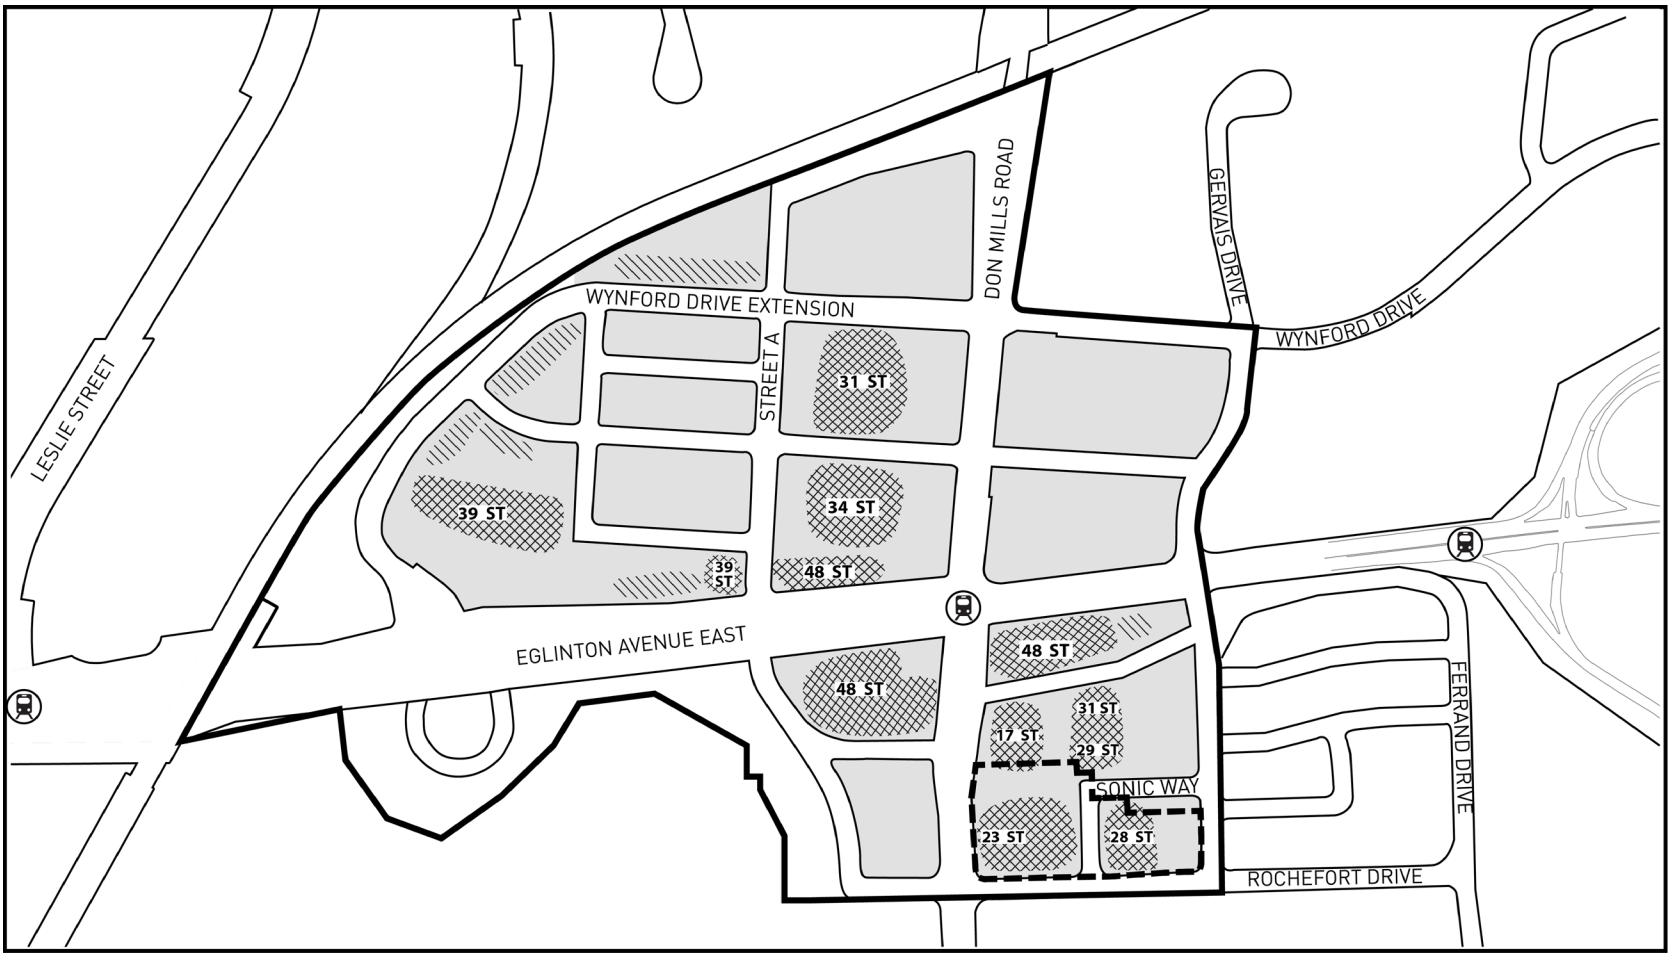 DON MILLS ROAD
GERVAIS DRIVE
WYNFORD DRIVE EXTENSION
WYNFORD DRIVE
STREET A
LESLIE STREET
31 ST
34 ST
39 ST
39
ST
48 ST
EGLINTON AVENUE EAST
48 ST
48 ST
31 ST
17 ST
29 ST
SONIC WAY
23 ST
28 ST
FERRAND DRIVE
ROCHEFORT DRIVE